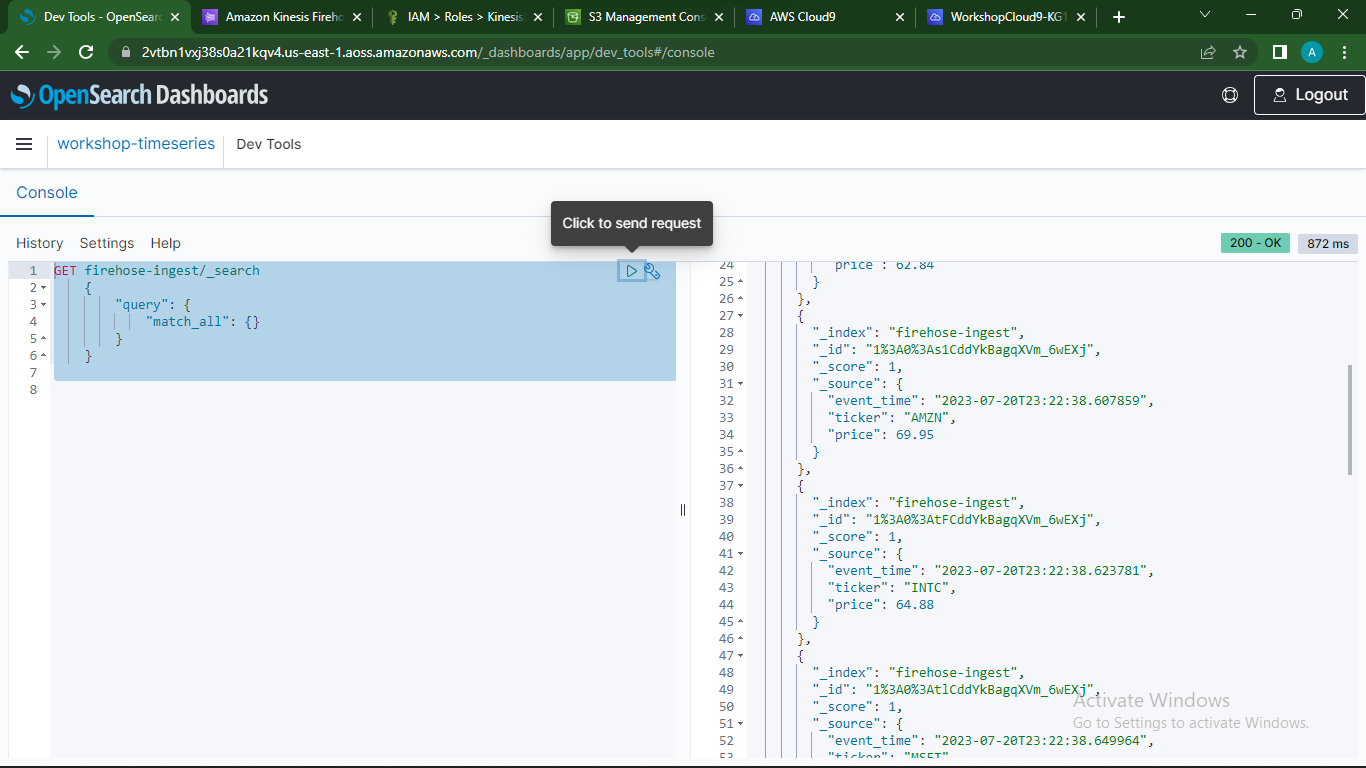 Dev Tools - OpenSearc
Amazon Kinesis Fireho
IAM > Roles > Kinesis
S3 Management Cons
AWS Cloud9
WorkshopCloud9-KG1
2vtbn1vxj38s0a21kqv4.us-east-1.aoss.amazonaws.com/_dashboards/app/dev_tools#/console
A
OpenSearch Dashboards
Logout
workshop-timeseries
Dev Tools
Console
Click to send request
History Settings Help
200 - OK
872 ms
1 GET firehose-ingest/_search
2 {
3 "query": {
4 "match_all": {}
5 }
6 }
7
8
24 "price": 62.84
25 }
26 },
27 {
28 "_index": "firehose-ingest",
29 "_id": "1%3A0%3As1CddYkBagqXVm_6wEXj",
30 "_score": 1,
31 "_source": {
32 "event_time": "2023-07-20T23:22:38.607859",
33 "ticker": "AMZN",
34 "price": 69.95
35 }
36 },
37 {
38 "_index": "firehose-ingest",
39 "_id": "1%3A0%3AtFCddYkBagqXVm_6wEXj",
40 "_score": 1,
41 "_source": {
42 "event_time": "2023-07-20T23:22:38.623781",
43 "ticker": "INTC",
44 "price": 64.88
45 }
46 },
47 {
48 "_index": "firehose-ingest",
49 "_id": "1%3A0%3AtlCddYkBagqXVm_6wEXj",
50 "_score": 1,
51 "_source": {
52 "event_time": "2023-07-20T23:22:38.649964",
53 "ticker": "MSFT"
Activate Windows
Go to Settings to activate Windows.